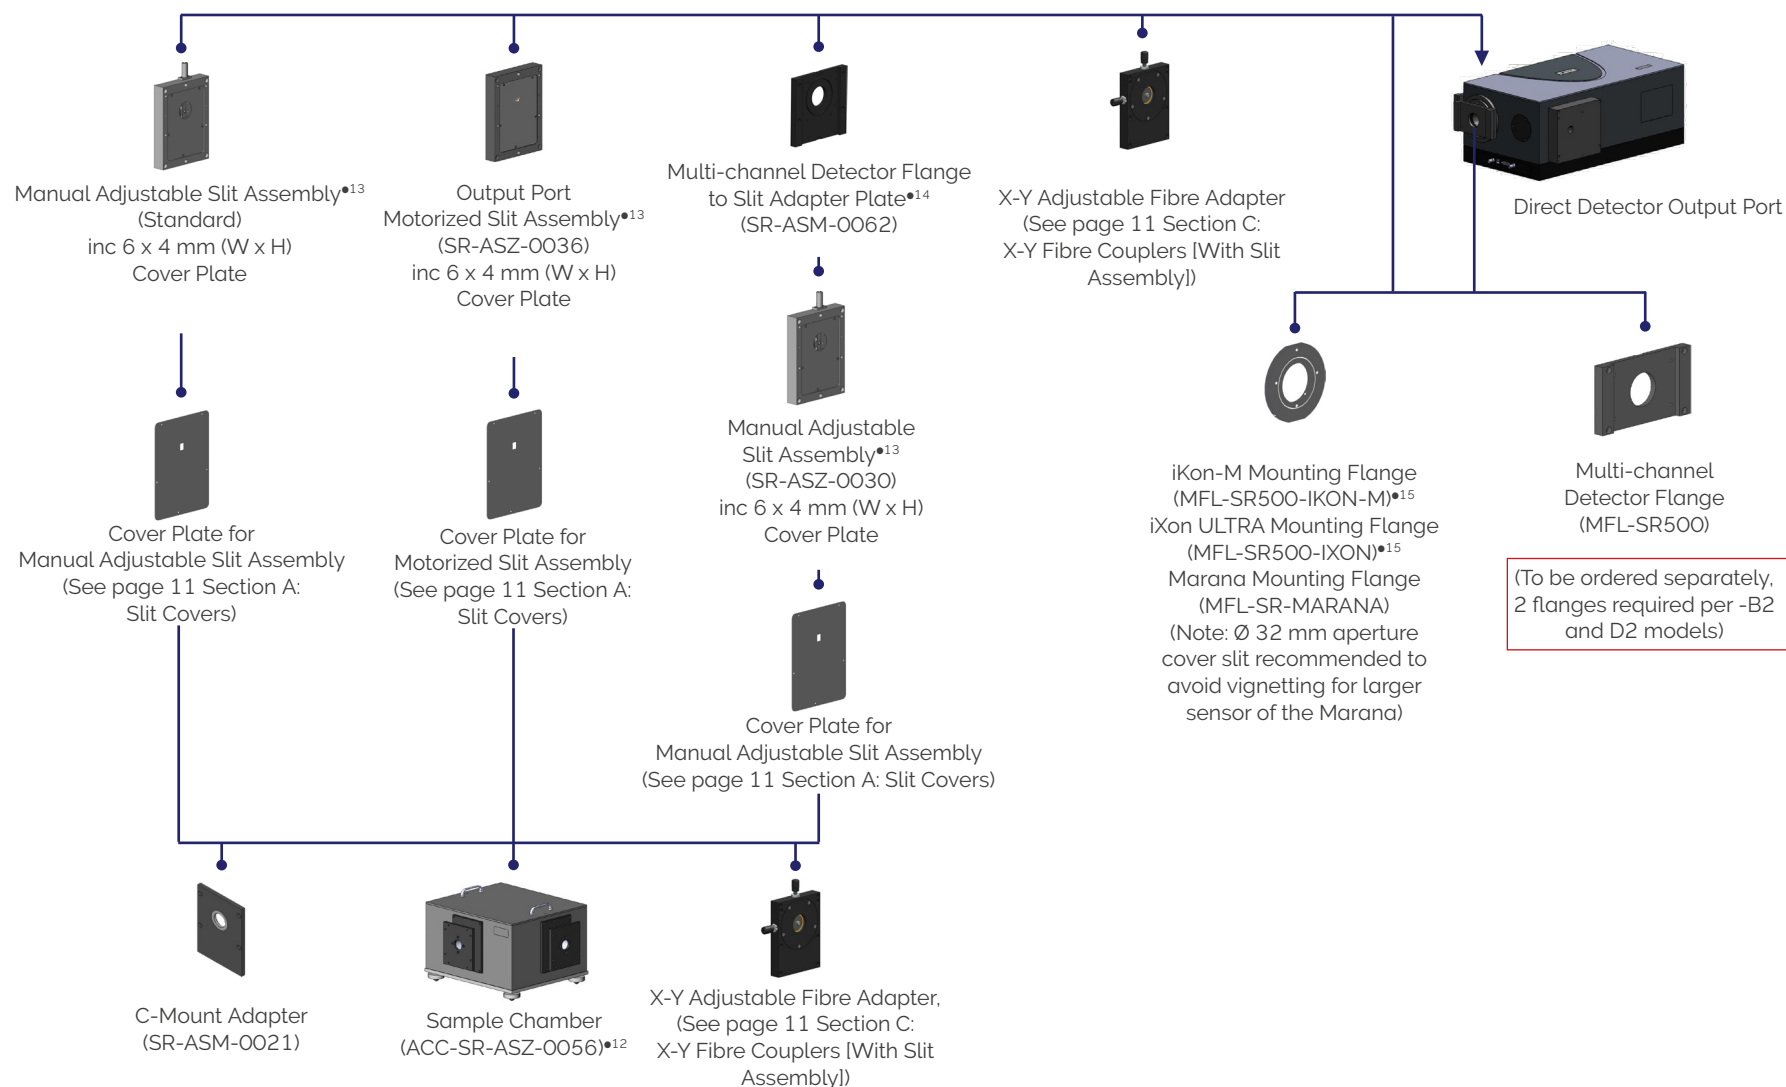 Manual Adjustable Slit Assembly●13
(Standard)
inc 6 x 4 mm (W x H)
Cover Plate
Output Port
Motorized Slit Assembly●13
(SR-ASZ-0036)
inc 6 x 4 mm (W x H)
Cover Plate
Multi-channel Detector Flange
to Slit Adapter Plate●14
(SR-ASM-0062)
X-Y Adjustable Fibre Adapter
(See page 11 Section C:
X-Y Fibre Couplers [With Slit
Assembly])
Direct Detector Output Port
Manual Adjustable
Slit Assembly●13
(SR-ASZ-0030)
inc 6 x 4 mm (W x H)
Cover Plate
iKon-M Mounting Flange
(MFL-SR500-IKON-M)●15
iXon ULTRA Mounting Flange
(MFL-SR500-IXON)●15
Marana Mounting Flange
(MFL-SR-MARANA)
(Note: Ø 32 mm aperture
cover slit recommended to
avoid vignetting for larger
sensor of the Marana)
Multi-channel
Detector Flange
(MFL-SR500)
(To be ordered separately,
2 flanges required per -B2
and D2 models)
Cover Plate for
Manual Adjustable Slit Assembly
(See page 11 Section A:
Slit Covers)
Cover Plate for
Motorized Slit Assembly
(See page 11 Section A:
Slit Covers)
Cover Plate for
Manual Adjustable Slit Assembly
(See page 11 Section A: Slit Covers)
C-Mount Adapter
(SR-ASM-0021)
Sample Chamber
(ACC-SR-ASZ-0056)●12
X-Y Adjustable Fibre Adapter,
(See page 11 Section C:
X-Y Fibre Couplers [With Slit
Assembly])